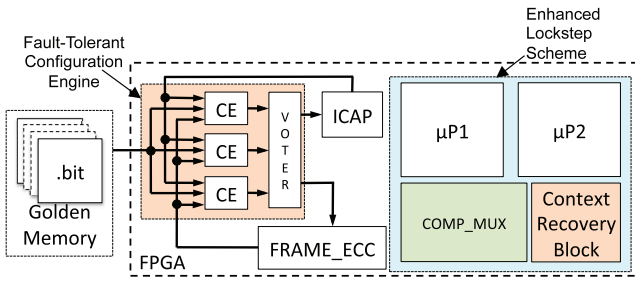 Enhanced
Lockstep
Scheme
Fault-Tolerant
Configuration
Engine
CE
CE
CE
VOTER
ICAP
µP1
µP2
.bit
Golden
Memory
COMP_MUX
Context
Recovery
Block
FRAME_ECC
FPGA